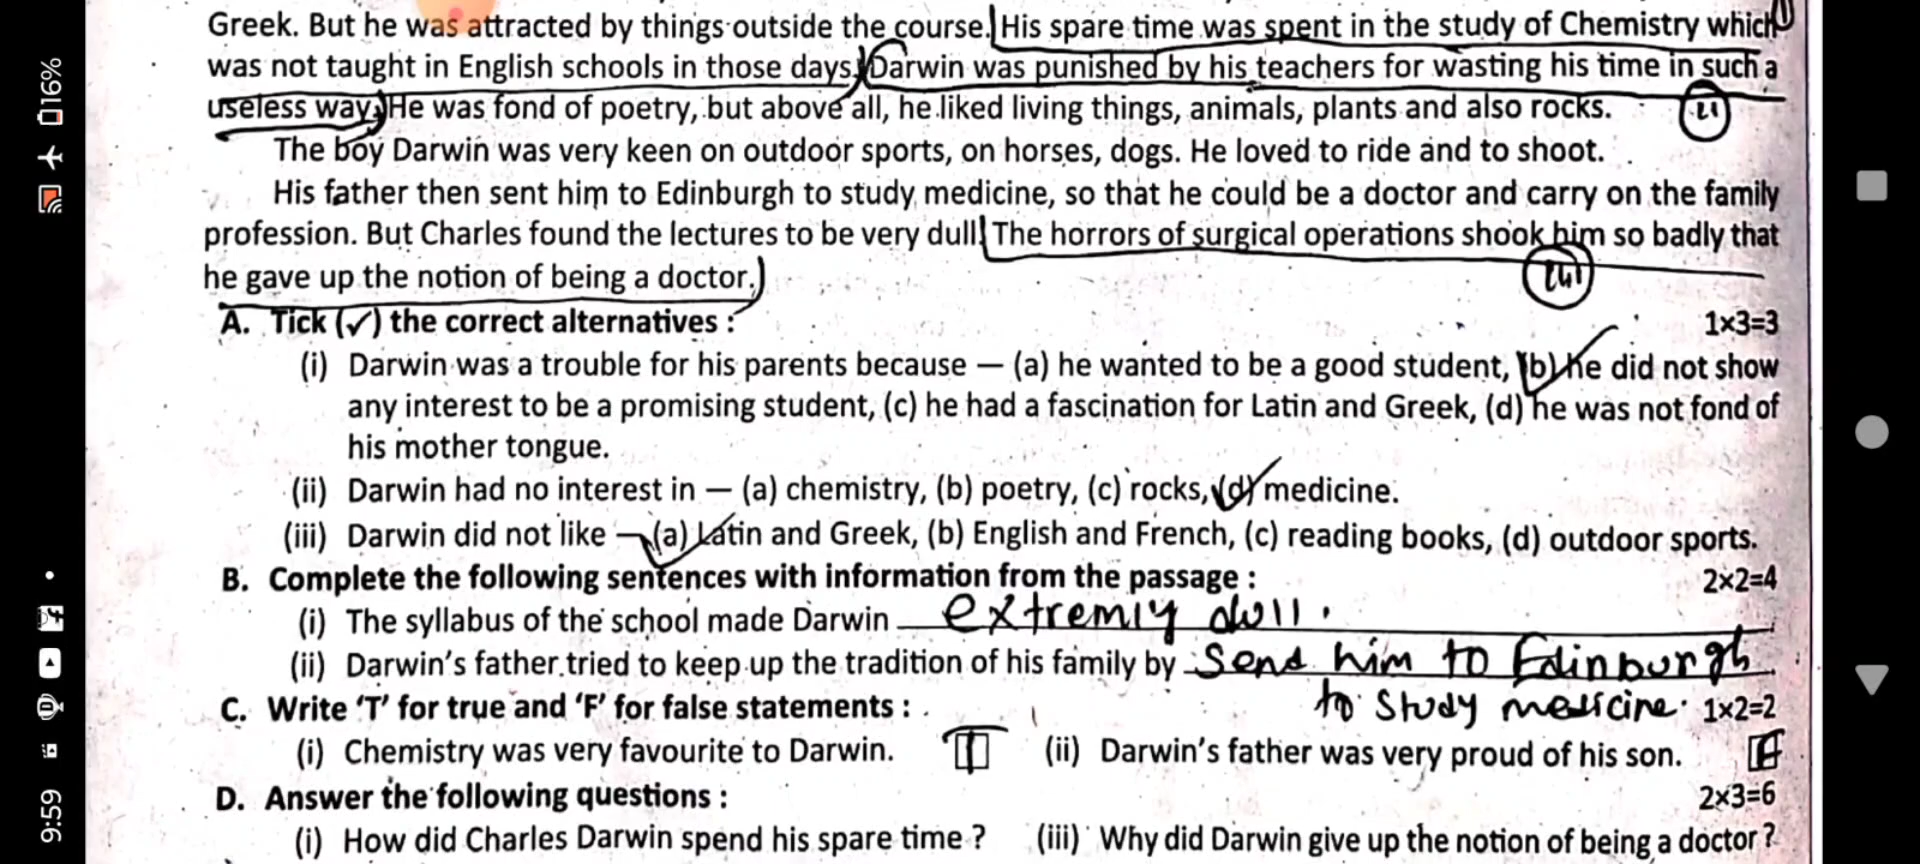 Greek. But he was attracted by things outside the course. His spare time was spent in the study of Chemistry which
was not taught in English schools in those days. Darwin was punished by his teachers for wasting his time in such a
useless way. He was fond of poetry, but above all, he liked living things, animals, plants and also rocks.
The boy Darwin was very keen on outdoor sports, on horses, dogs. He loved to ride and to shoot.
His father then sent him to Edinburgh to study medicine, so that he could be a doctor and carry on the family
profession. But Charles found the lectures to be very dull. The horrors of surgical operations shook him so badly that
he gave up the notion of being a doctor.
A. Tick (✓) the correct alternatives : 1×3=3
(i) Darwin was a trouble for his parents because — (a) he wanted to be a good student, (b) he did not show
any interest to be a promising student, (c) he had a fascination for Latin and Greek, (d) he was not fond of
his mother tongue.
(ii) Darwin had no interest in — (a) chemistry, (b) poetry, (c) rocks, (d) medicine.
(iii) Darwin did not like — (a) Latin and Greek, (b) English and French, (c) reading books, (d) outdoor sports.
B. Complete the following sentences with information from the passage : 2×2=4
(i) The syllabus of the school made Darwin extremly dull.
(ii) Darwin's father tried to keep up the tradition of his family by Send him to Edinburgh
to study medicine.
C. Write 'T' for true and 'F' for false statements : 1×2=2
(i) Chemistry was very favourite to Darwin. T (ii) Darwin's father was very proud of his son. F
D. Answer the following questions : 2×3=6
(i) How did Charles Darwin spend his spare time ? (iii) Why did Darwin give up the notion of being a doctor ?
16%
9:59